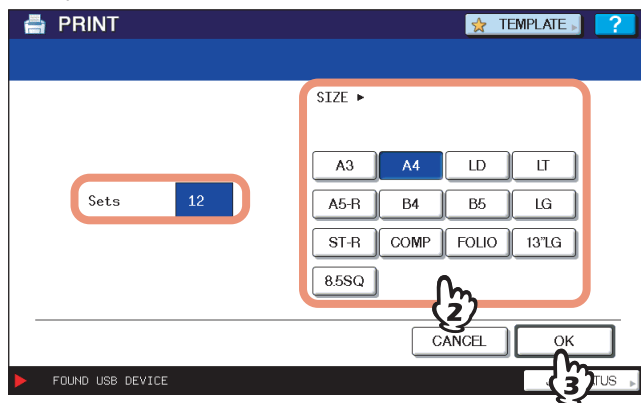 PRINT
TEMPLATE
?
SIZE
A3 A4 LD LT
Sets 12
A5-R B4 B5 LG
ST-R COMP FOLIO 13"LG
8.5SQ
2
CANCEL OK
FOUND USB DEVICE
3